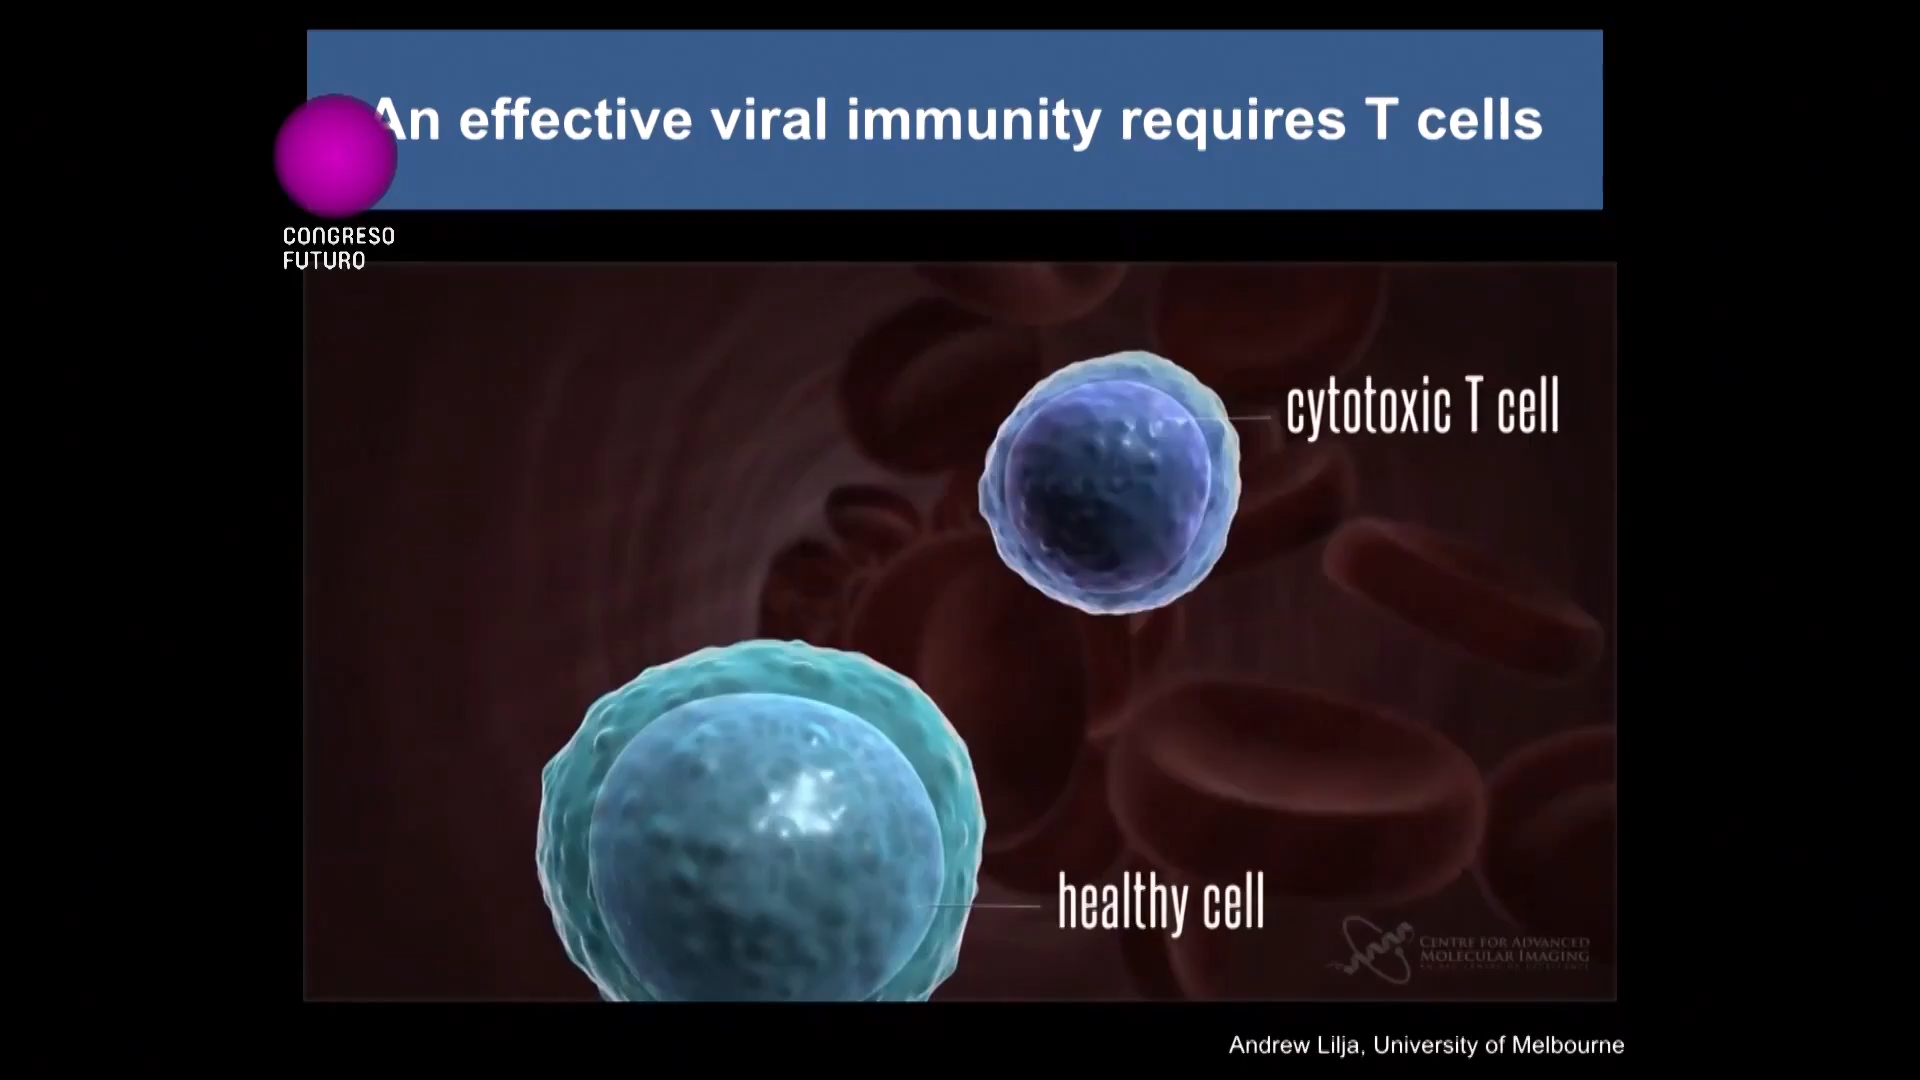 An effective viral immunity requires T cells
CONGRESO
FUTURO
cytotoxic T cell
healthy cell
CENTRE FOR ADVANCED
MOLECULAR IMAGING
Andrew Lilja, University of Melbourne